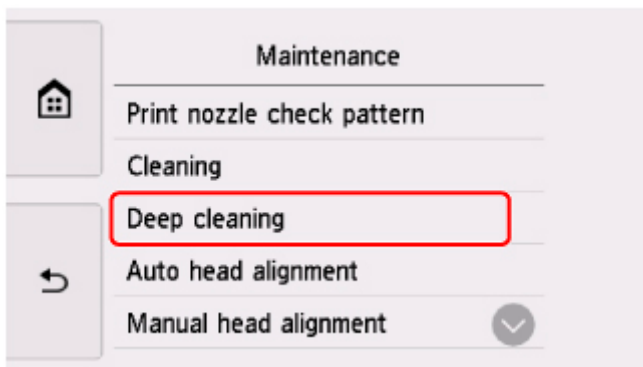 Maintenance
Print nozzle check pattern
Cleaning
Deep cleaning
Auto head alignment
Manual head alignment